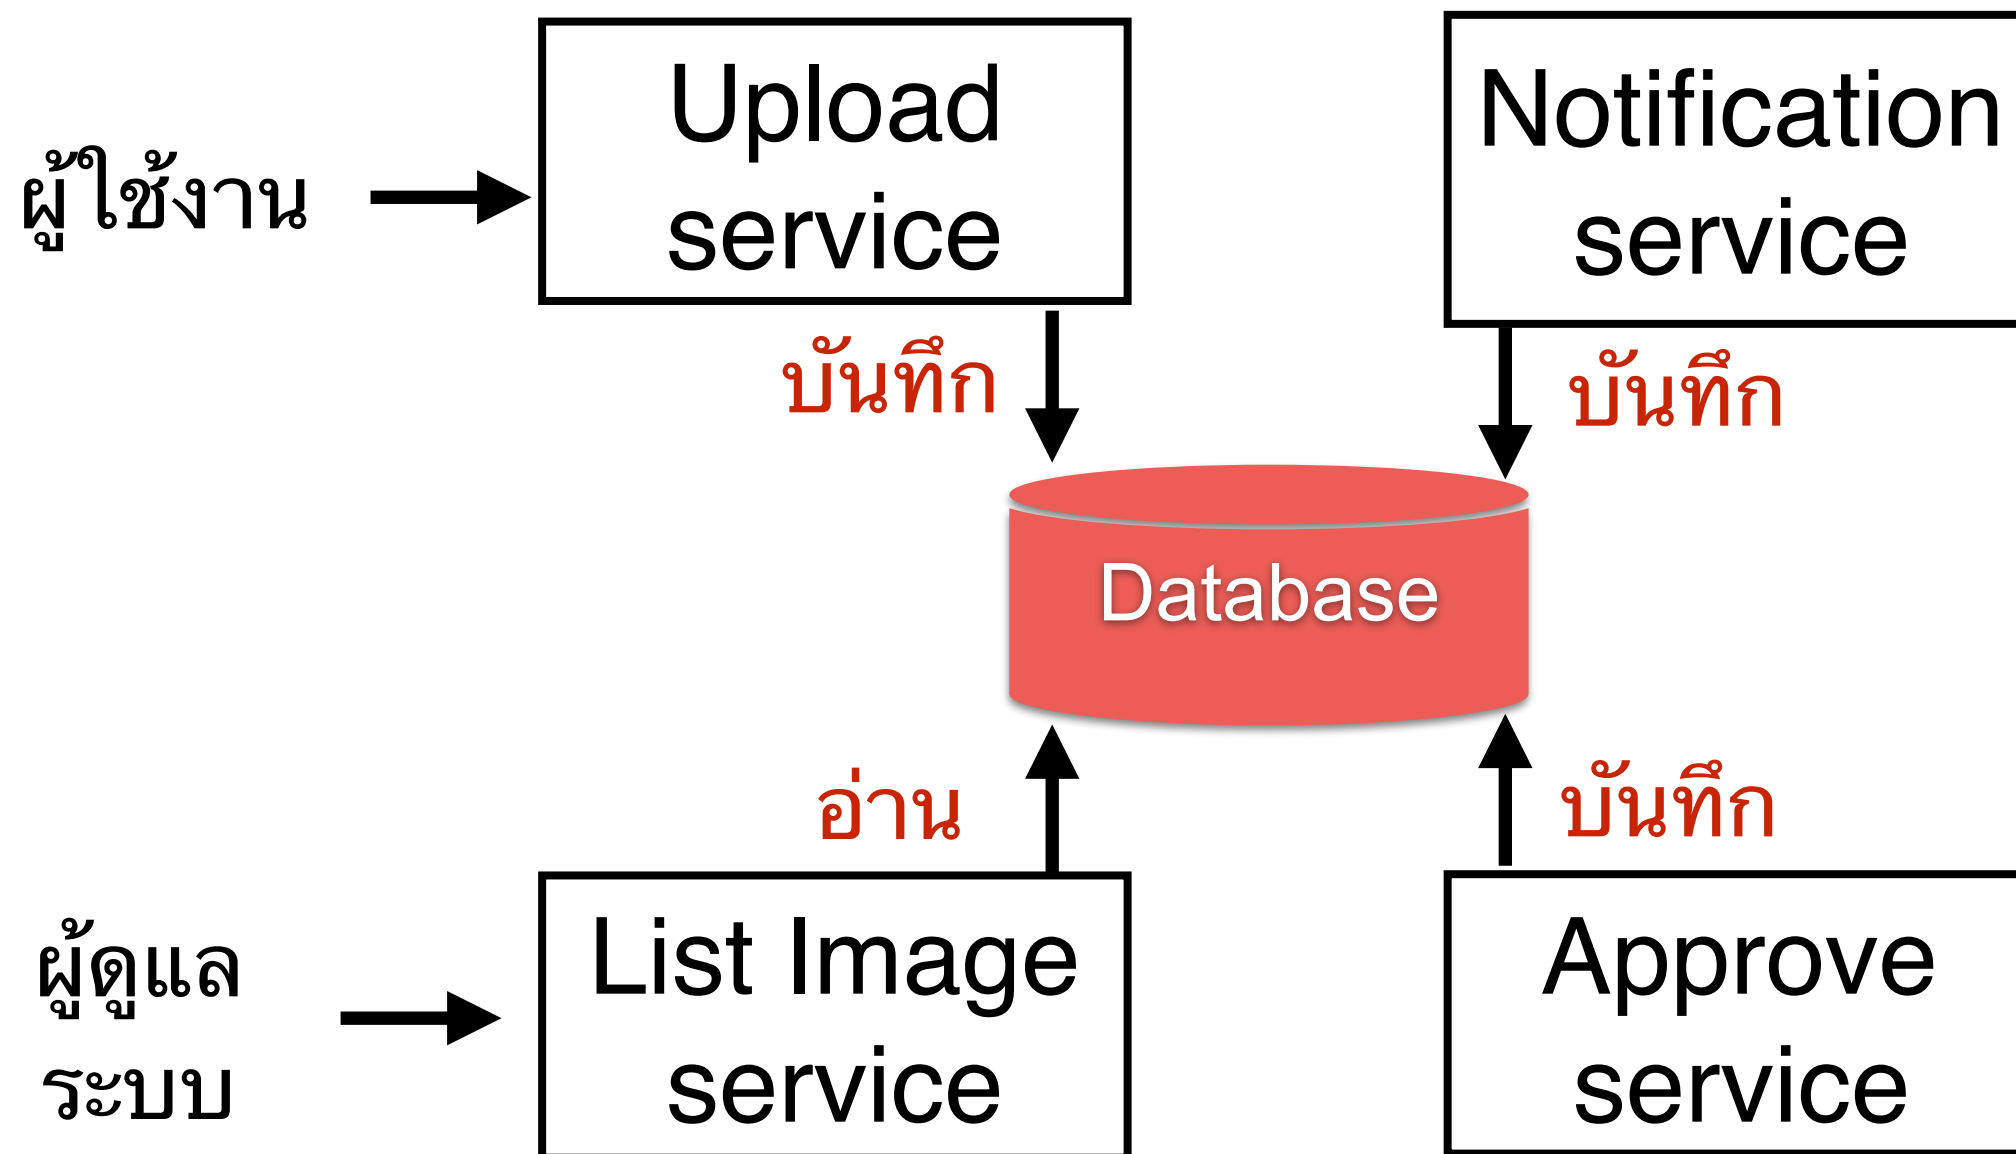 Upload
service
Notification
service
ผู้ใช้งาน
บันทึก
บันทึก
Database
อ่าน
บันทึก
ผู้ดูแล
ระบบ
List Image
service
Approve
service